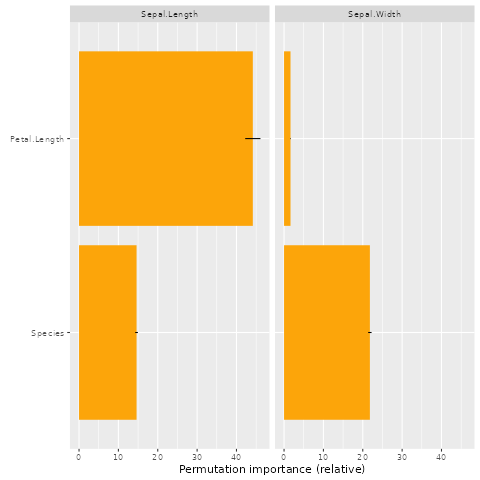 Sepal.Length
Sepal.Width
Petal.Length
Species
0 10 20 30 40
0 10 20 30 40
Permutation importance (relative)